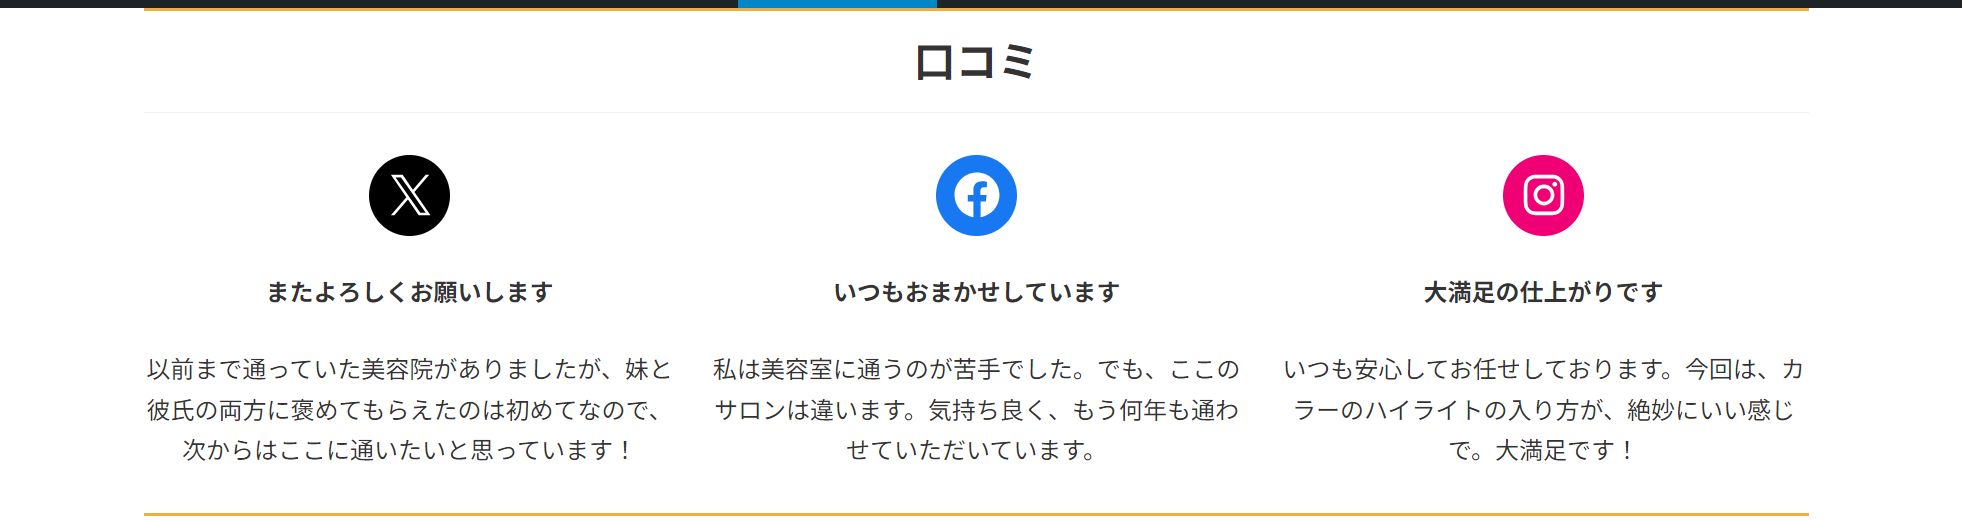 口コミ
またよろしくお願いします
以前まで通っていた美容院がありましたが、妹と
彼氏の両方に褒めてもらえたのは初めてなので、
次からはここに通いたいと思っています！
いつもおまかせしています
私は美容室に通うのが苦手でした。でも、ここの
サロンは違います。気持ち良く、もう何年も通わ
せていただいています。
大満足の仕上がりです
いつも安心してお任せしております。今回は、カ
ラーのハイライトの入り方が、絶妙にいい感じ
で。大満足です！